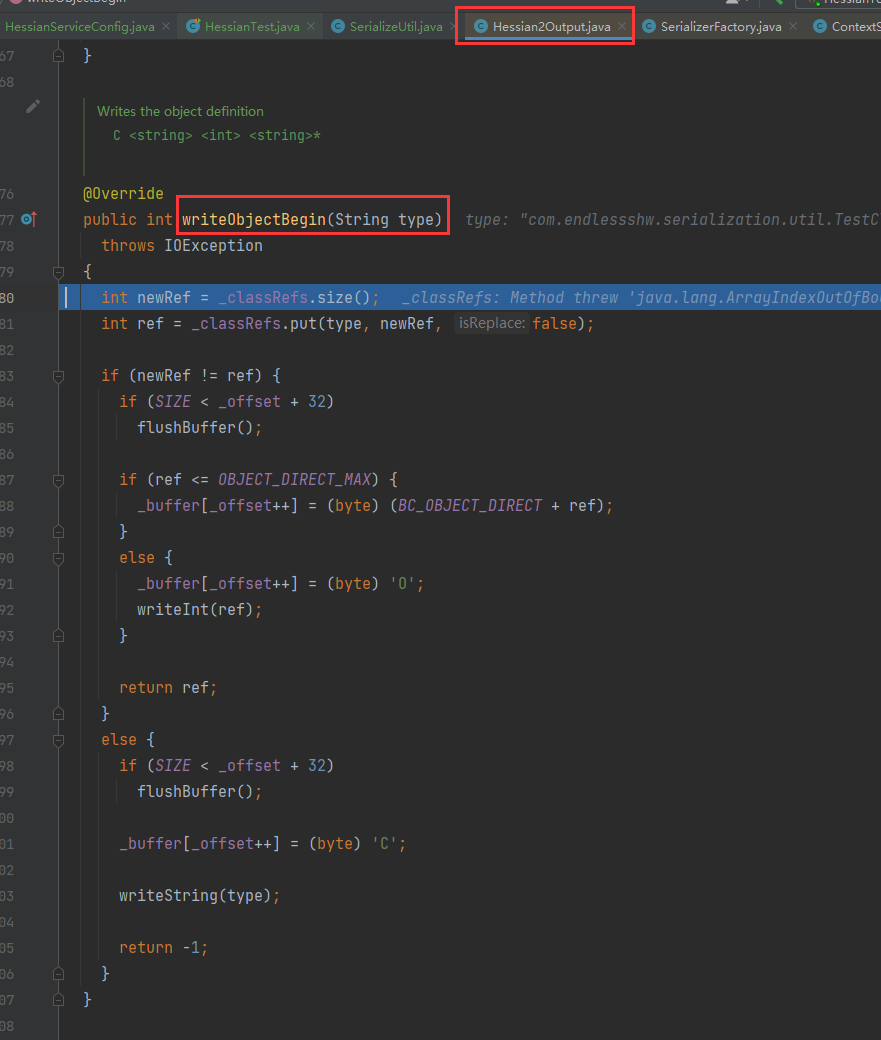 writeObjectBegin
HessianServiceConfig.java × HessianTest.java × SerializeUtil.java × Hessian2Output.java × SerializerFactory.java × ContextS
67 }
68
Writes the object definition
C <string> <int> <string>*
76 @Override
77 public int writeObjectBegin(String type) type: "com.endlessshw.serialization.util.TestC
78 throws IOException
79 {
80 int newRef = _classRefs.size(); _classRefs: Method threw 'java.lang.ArrayIndexOutOfBou
81 int ref = _classRefs.put(type, newRef, isReplace: false);
82
83 if (newRef != ref) {
84 if (SIZE < _offset + 32)
85 flushBuffer();
86
87 if (ref <= OBJECT_DIRECT_MAX) {
88 _buffer[_offset++] = (byte) (BC_OBJECT_DIRECT + ref);
89 }
90 else {
91 _buffer[_offset++] = (byte) 'O';
92 writeInt(ref);
93 }
94
95 return ref;
96 }
97 else {
98 if (SIZE < _offset + 32)
99 flushBuffer();
00
01 _buffer[_offset++] = (byte) 'C';
02
03 writeString(type);
04
05 return -1;
06 }
07 }
08